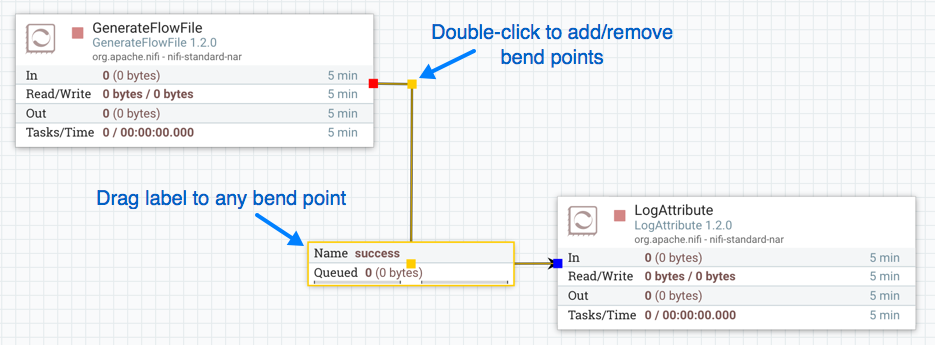 GenerateFlowFile
GenerateFlowFile 1.2.0
org.apache.nifi - nifi-standard-nar
In 0 (0 bytes) 5 min
Read/Write 0 bytes / 0 bytes 5 min
Out 0 (0 bytes) 5 min
Tasks/Time 0 / 00:00:00.000 5 min
Double-click to add/remove
bend points
Drag label to any bend point
Name success
Queued 0 (0 bytes)
LogAttribute
LogAttribute 1.2.0
org.apache.nifi - nifi-standard-nar
In 0 (0 bytes) 5 min
Read/Write 0 bytes / 0 bytes 5 min
Out 0 (0 bytes) 5 min
Tasks/Time 0 / 00:00:00.000 5 min